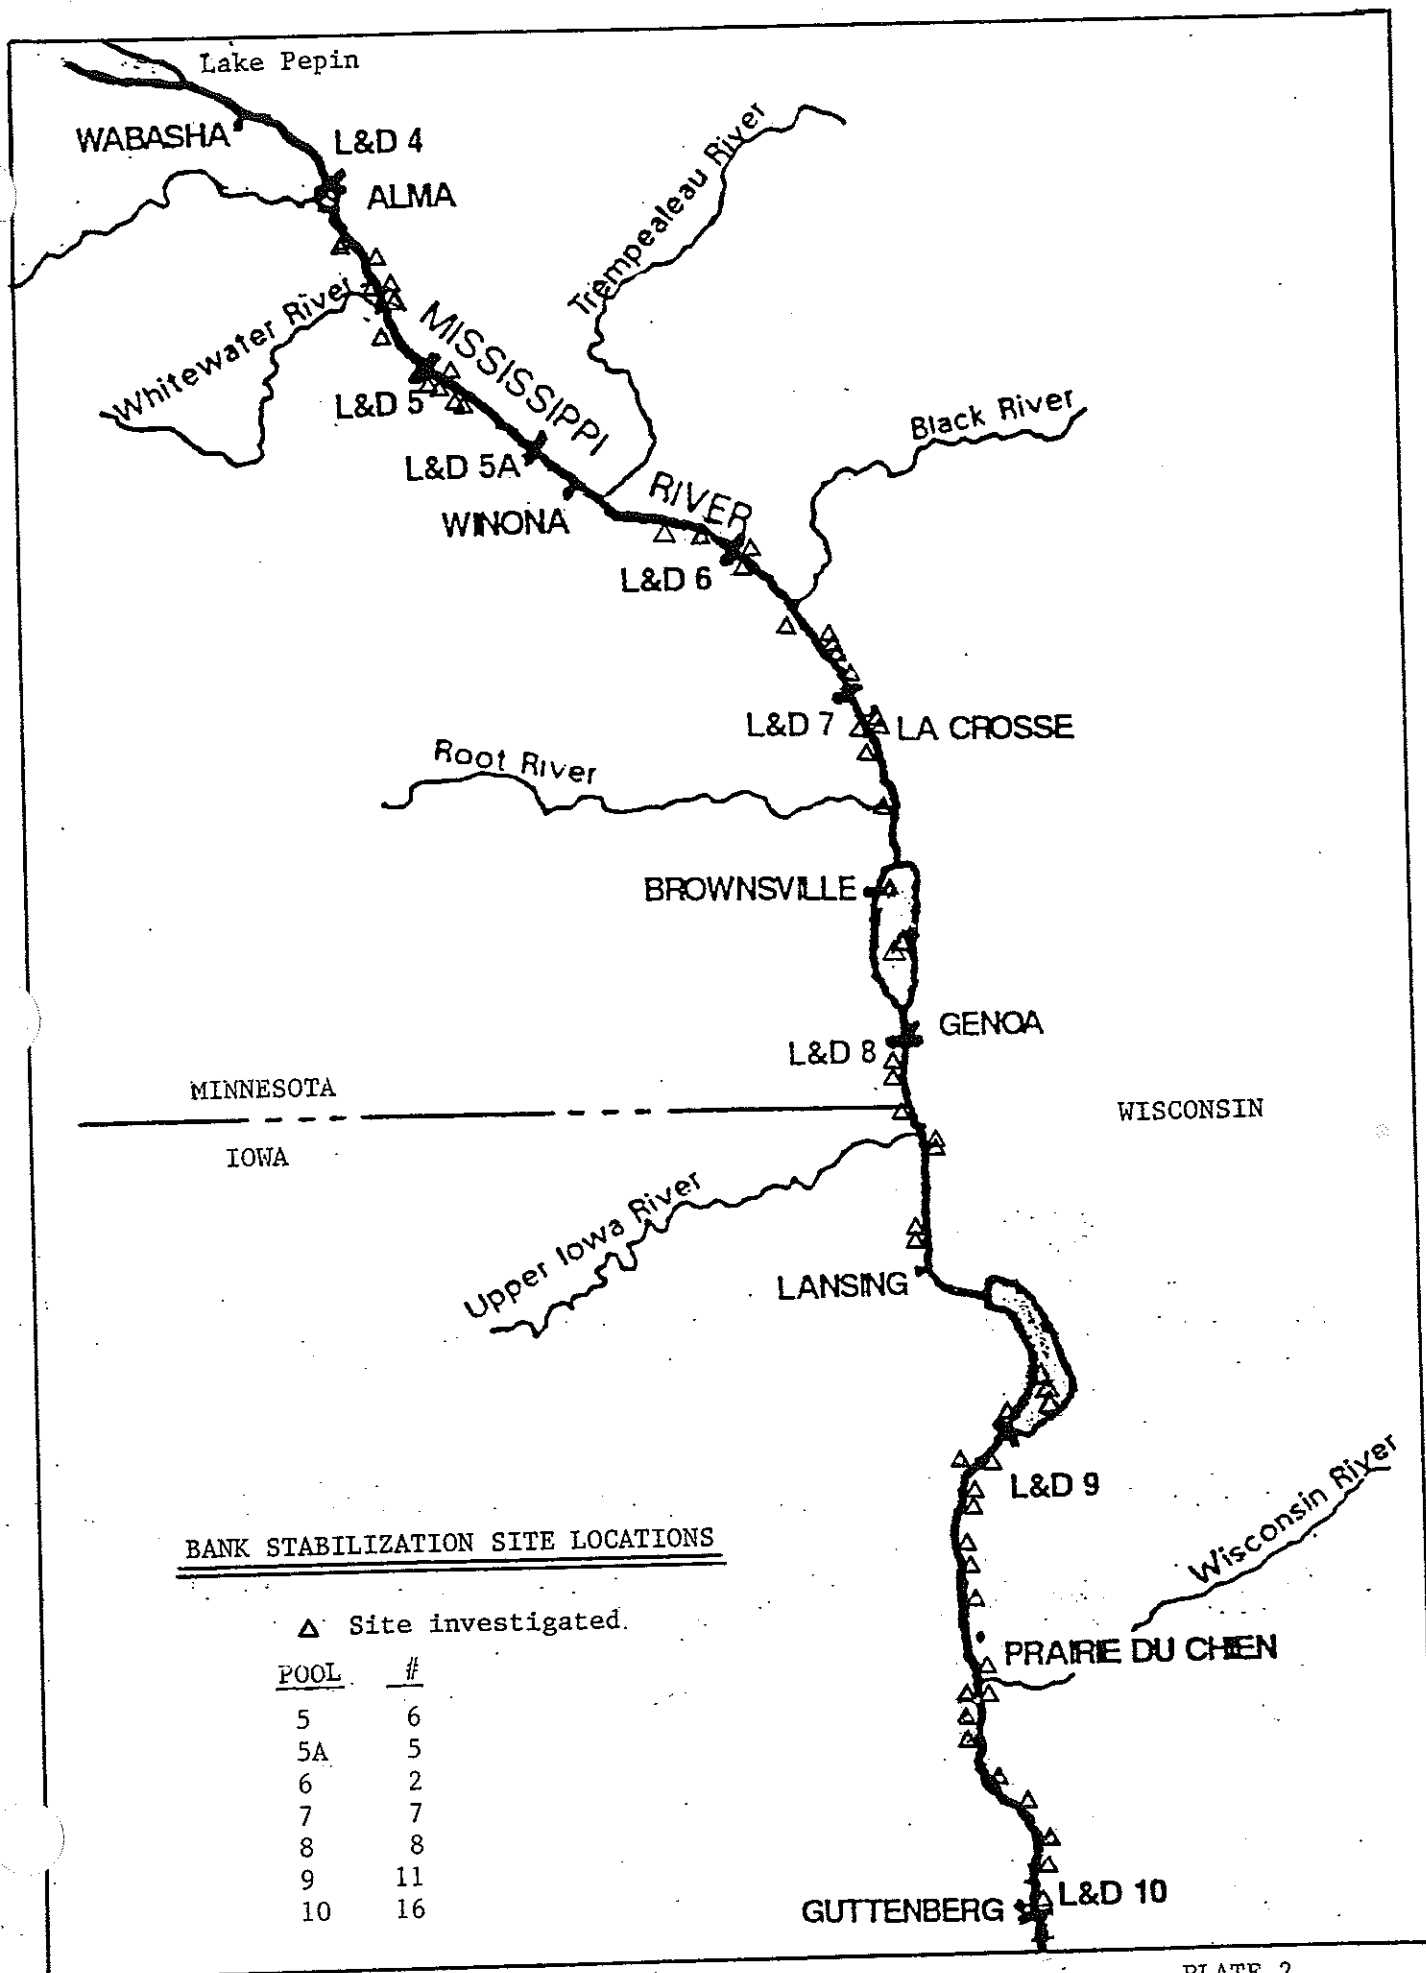 Lake Pepin
WABASHA
L&D 4
ALMA
Trempealeau River
Whitewater River
MISSISSIPPI
RIVER
L&D 5
Black River
L&D 5A
WINONA
L&D 6
L&D 7
LA CROSSE
Root River
BROWNSVILLE
GENOA
L&D 8
MINNESOTA
WISCONSIN
IOWA
Upper Iowa River
LANSING
L&D 9
Wisconsin River
BANK STABILIZATION SITE LOCATIONS
Δ Site investigated.
PRAIRIE DU CHIEN
POOL #
5 6
5A 5
6 2
7 7
8 8
9 11
10 16
L&D 10
GUTTENBERG
PLATE 2